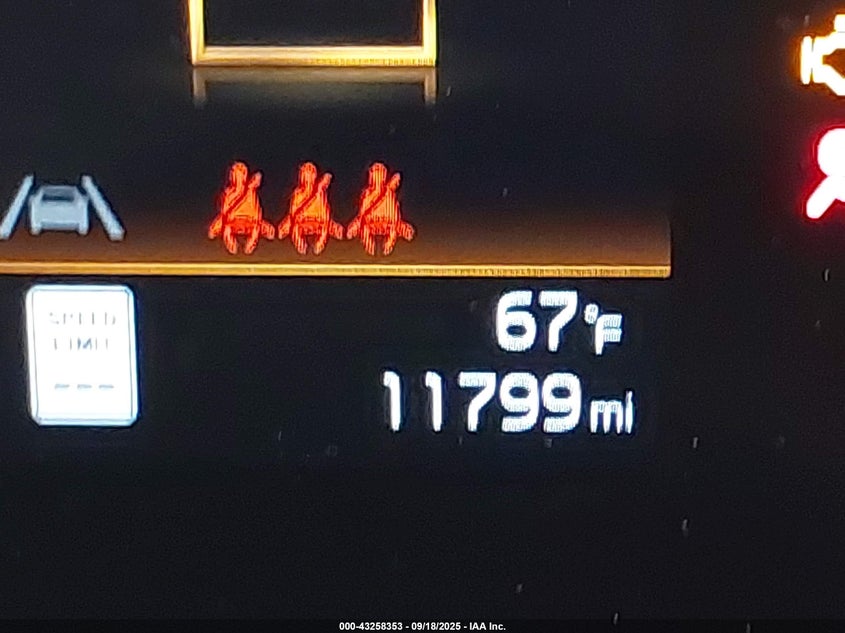 67°F
SPEED
LIMIT
---
11799 mi
000-43258353 - 09/18/2025 - IAA Inc.